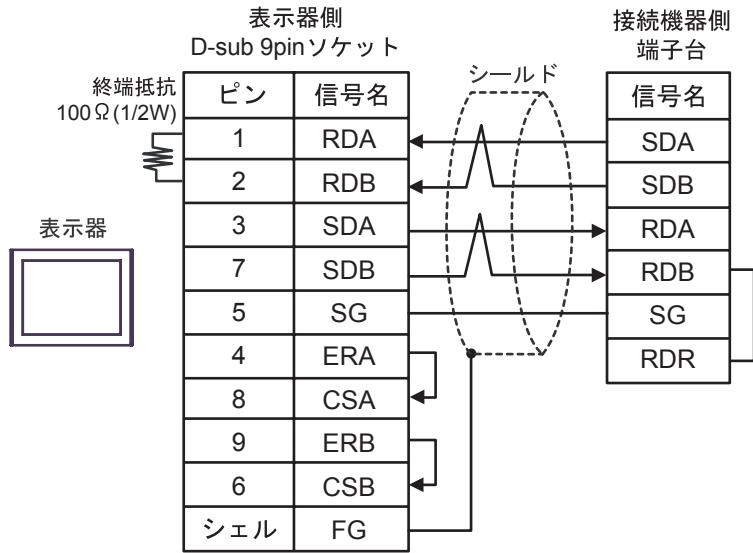 表示器側
D-sub 9pinソケット
接続機器側
端子台
終端抵抗
100Ω(1/2W)
シールド
ピン 信号名
1 RDA
2 RDB
3 SDA
7 SDB
5 SG
4 ERA
8 CSA
9 ERB
6 CSB
シェル FG
表示器
信号名
SDA
SDB
RDA
RDB
SG
RDR